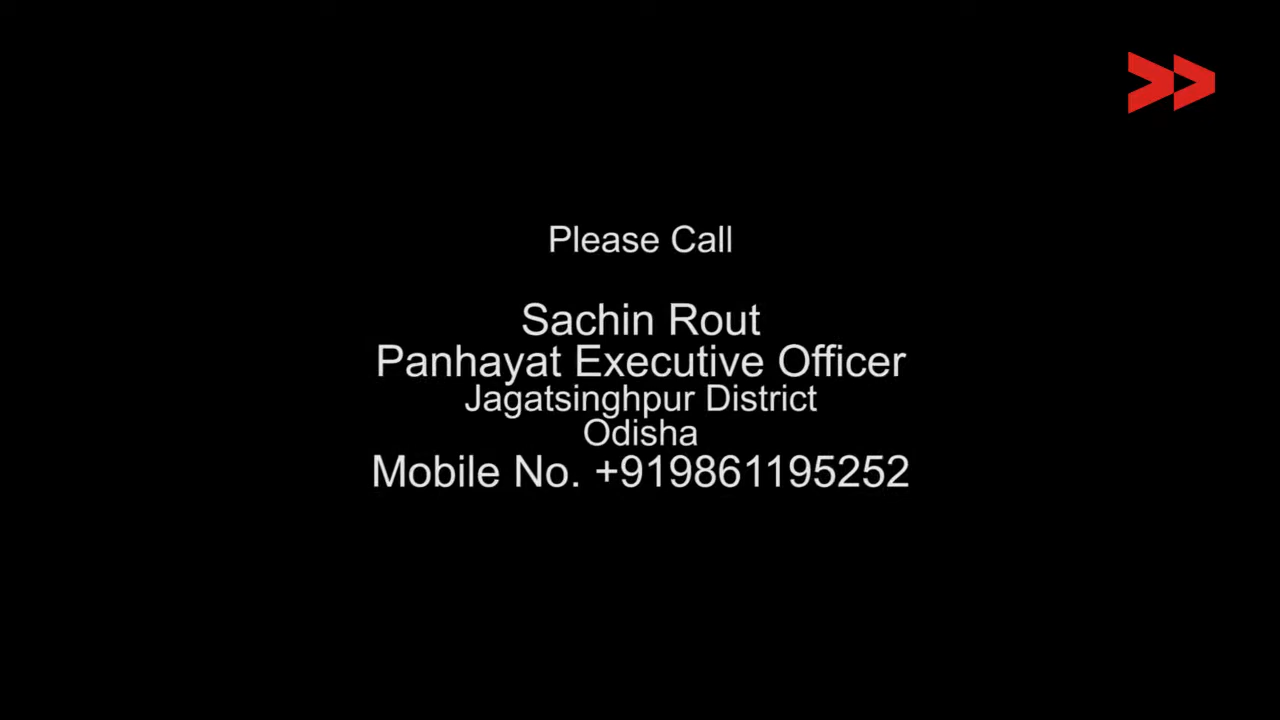 Please Call
Sachin Rout
Panhayat Executive Officer
Jagatsinghpur District
Odisha
Mobile No. +919861195252